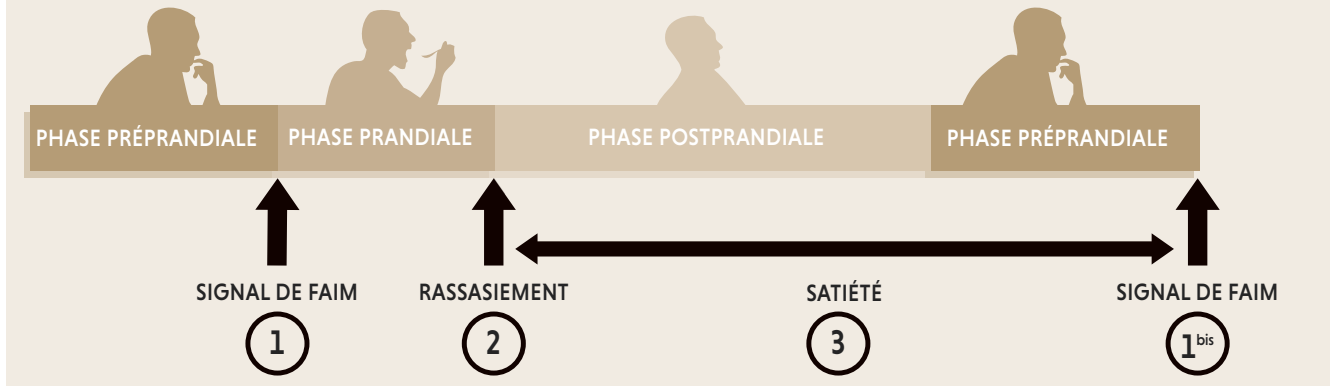 PHASE PRÉPRANDIALE
PHASE PRANDIALE
PHASE POSTPRANDIALE
PHASE PRÉPRANDIALE
SIGNAL DE FAIM
RASSASIEMENT
SATIÉTÉ
SIGNAL DE FAIM
1
2
3
1bis